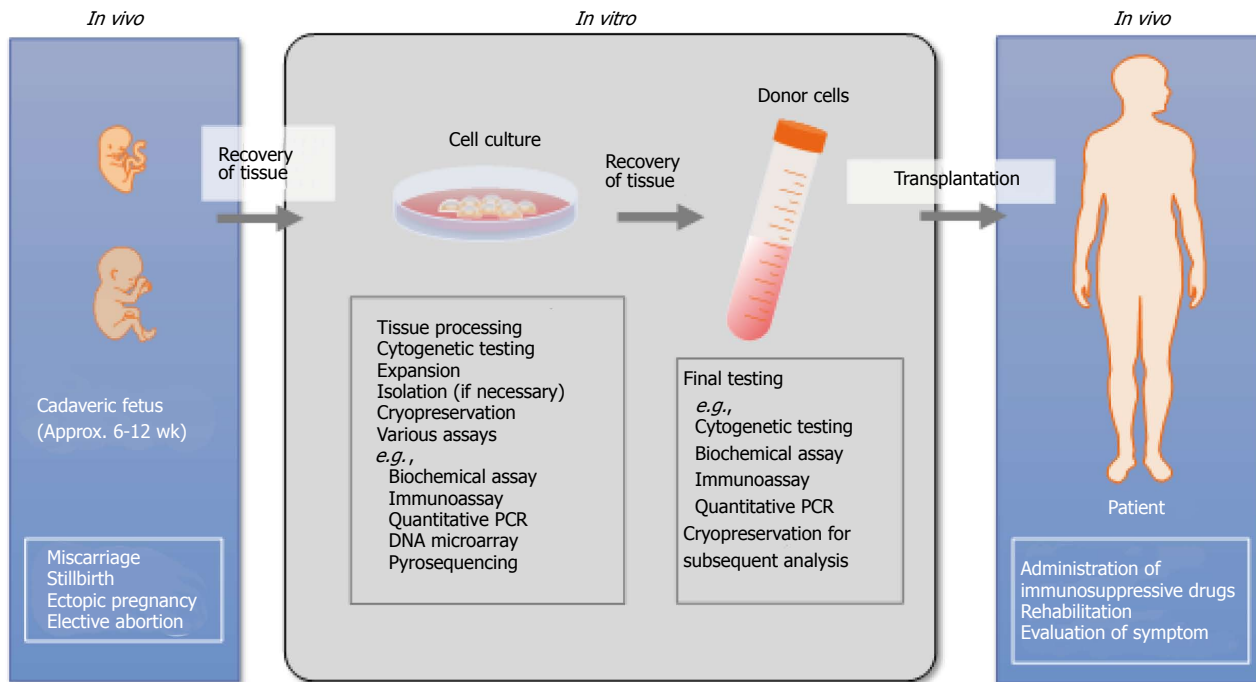 In vivo
In vitro
In vivo
Recovery
of tissue
Cell culture
Recovery
of tissue
Donor cells
Transplantation
Cadaveric fetus
(Approx. 6-12 wk)
Miscarriage
Stillbirth
Ectopic pregnancy
Elective abortion
Tissue processing
Cytogenetic testing
Expansion
Isolation (if necessary)
Cryopreservation
Various assays
e.g.,
Biochemical assay
Immunoassay
Quantitative PCR
DNA microarray
Pyrosequencing
Final testing
e.g.,
Cytogenetic testing
Biochemical assay
Immunoassay
Quantitative PCR
Cryopreservation for
subsequent analysis
Patient
Administration of
immunosuppressive drugs
Rehabilitation
Evaluation of symptom